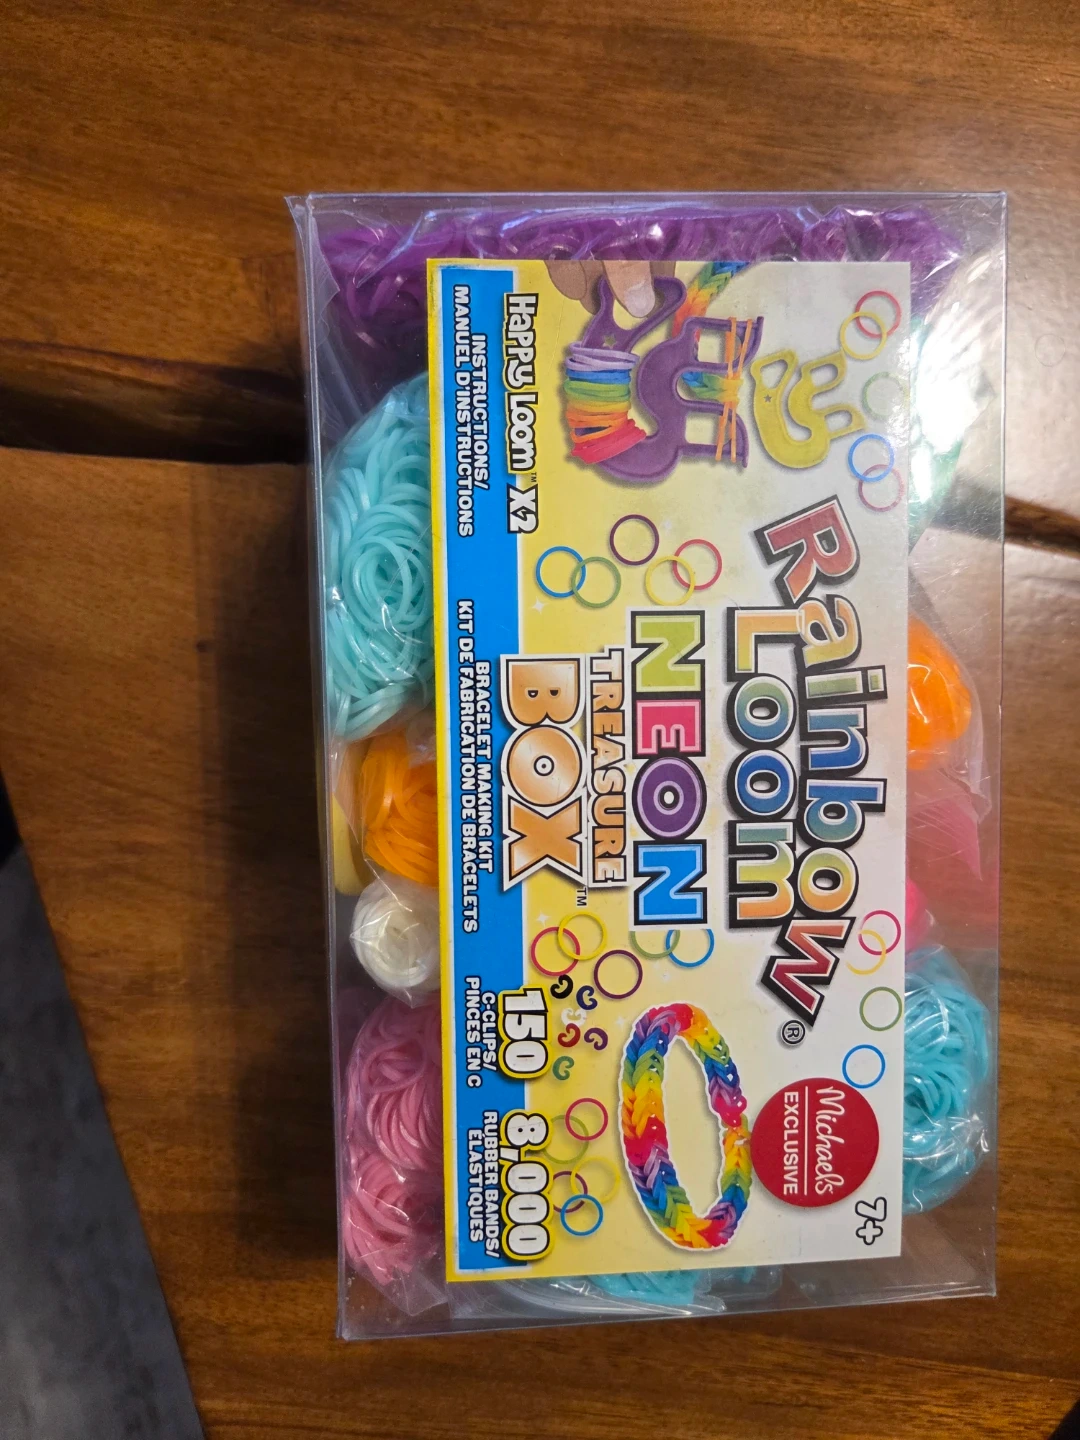 Rainbow
Loom®
NEON
TREASURE
BOX™
Michaels
EXCLUSIVE
7+
Happy Loom™ X2
INSTRUCTIONS/
MANUEL D'INSTRUCTIONS
BRACELET MAKING KIT
KIT DE FABRICATION DE BRACELETS
150
C-CLIPS/
PINCES EN C
8,000
RUBBER BANDS/
ÉLASTIQUES